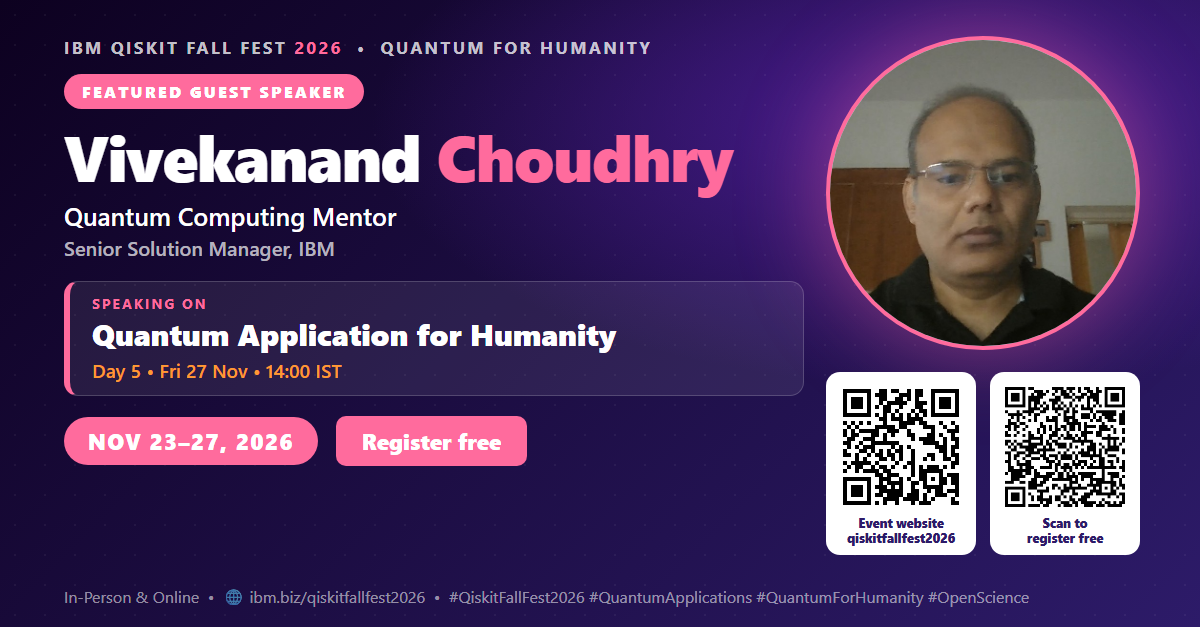 IBM QISKIT FALL FEST 2026 • QUANTUM FOR HUMANITY
FEATURED GUEST SPEAKER
Vivekanand Choudhry
Quantum Computing Mentor
Senior Solution Manager, IBM
SPEAKING ON
Quantum Application for Humanity
Day 5 • Fri 27 Nov • 14:00 IST
NOV 23–27, 2026
Register free
Event website
qiskitfallfest2026
Scan to
register free
In-Person & Online • 🌐 ibm.biz/qiskitfallfest2026 • #QiskitFallFest2026 #QuantumApplications #QuantumForHumanity #OpenScience